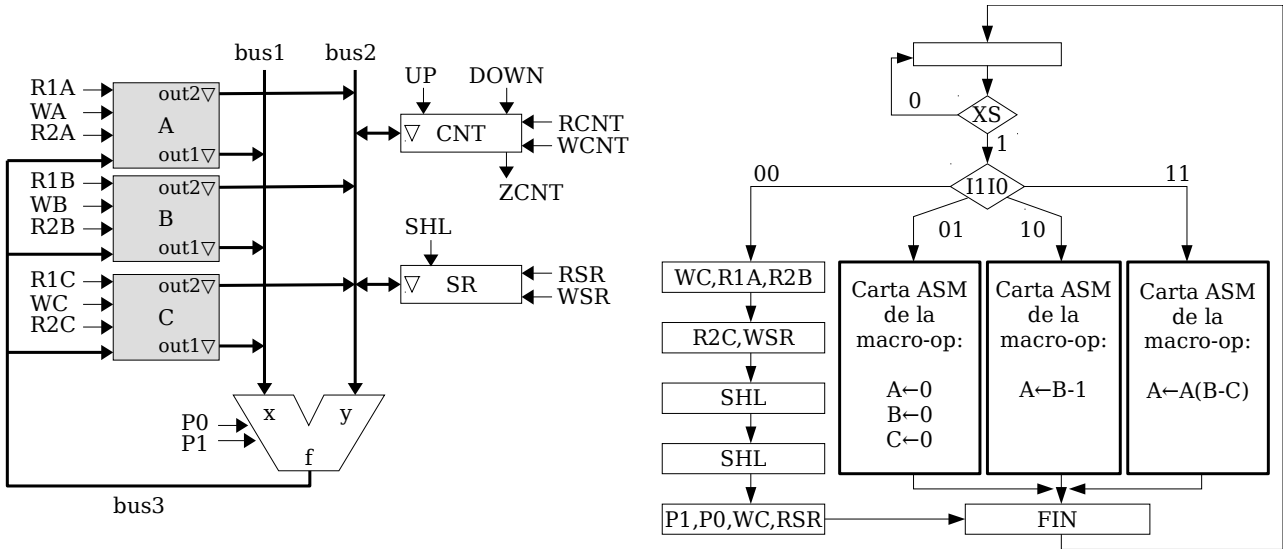 bus1
bus2
R1A
WA
R2A
out2▽
A
out1▽
R1B
WB
R2B
out2▽
B
out1▽
R1C
WC
R2C
out2▽
C
out1▽
UP
DOWN
▽ CNT
RCNT
WCNT
ZCNT
SHL
▽ SR
RSR
WSR
P0
P1
x
y
f
bus3
0
XS
1
00
I1I0
11
01
10
WC,R1A,R2B
R2C,WSR
SHL
SHL
P1,P0,WC,RSR
Carta ASM
de la
macro-op:
A←0
B←0
C←0
Carta ASM
de la
macro-op:
A←B-1
Carta ASM
de la
macro-op:
A←A(B-C)
FIN